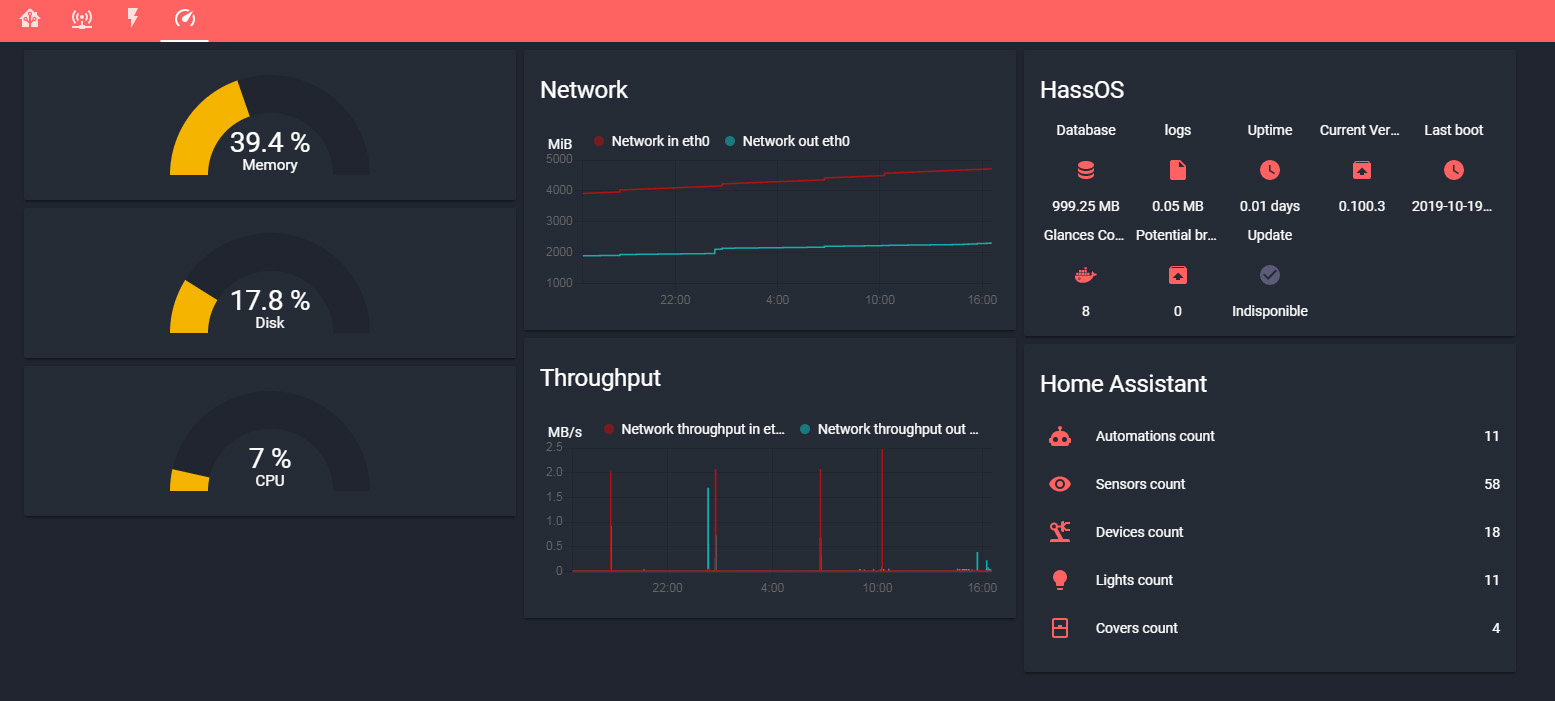 39.4 %
Memory
17.8 %
Disk
7 %
CPU
Network
MiB Network in eth0 Network out eth0
5000
4000
3000
2000
1000
22:00 4:00 10:00 16:00
Throughput
MB/s Network throughput in et... Network throughput out ...
2.5
2.0
1.5
1.0
0.5
0
22:00 4:00 10:00 16:00
HassOS
Database logs Uptime Current Ver... Last boot
999.25 MB 0.05 MB 0.01 days 0.100.3 2019-10-19...
Glances Co... Potential br... Update
8 0 Indisponible
Home Assistant
Automations count 11
Sensors count 58
Devices count 18
Lights count 11
Covers count 4